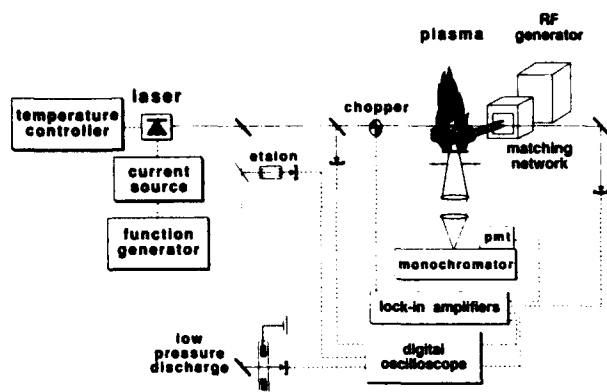 RF
generator
plasma
laser
chopper
temperature
controller
etalon
matching
network
current
source
function
generator
pmt
monochromator
lock-in amplifiers
low
pressure
discharge
digital
oscilloscope